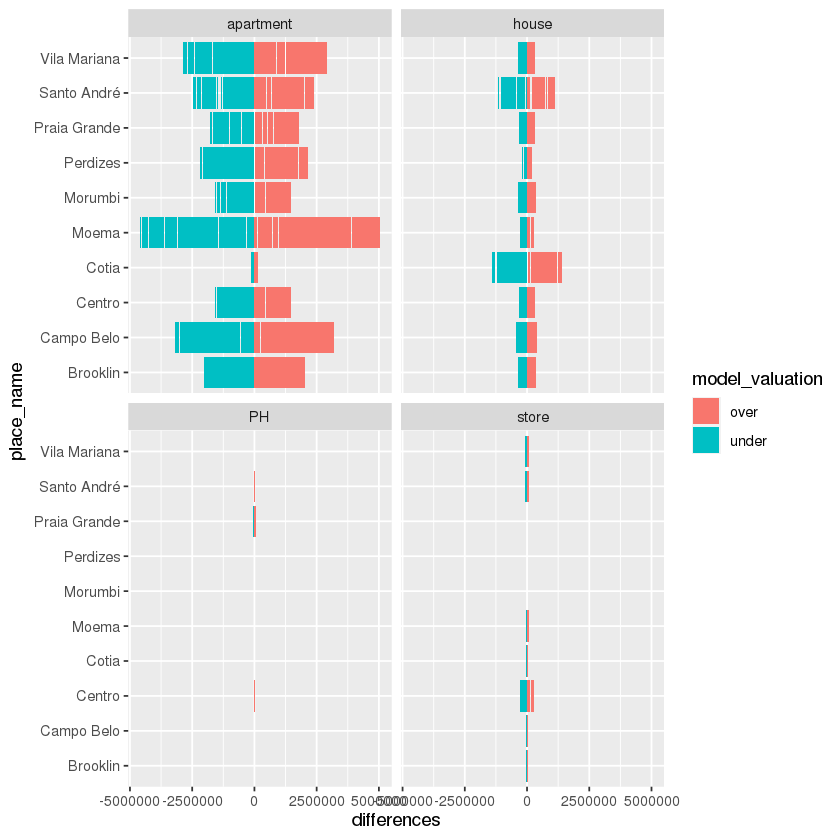 apartment
house
Vila Mariana
Santo André
Praia Grande
Perdizes
Morumbi
Moema
Cotia
Centro
Campo Belo
Brooklin
PH
store
Vila Mariana
Santo André
Praia Grande
Perdizes
Morumbi
Moema
Cotia
Centro
Campo Belo
Brooklin
place_name
model_valuation
over
under
-5000000 -2500000 0 2500000 5000000 -5000000 -2500000 0 2500000 5000000
differences